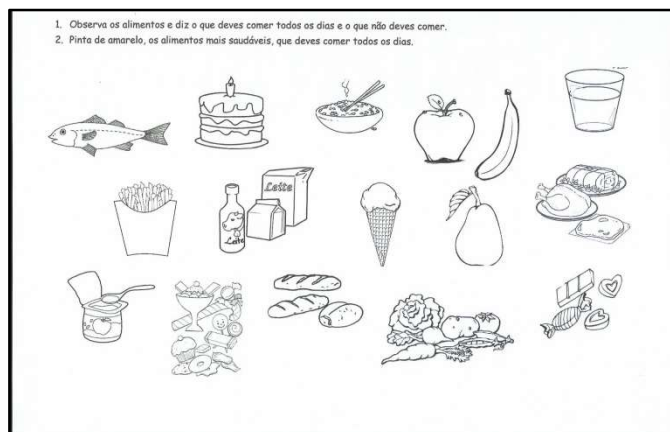 1. Observa os alimentos e diz o que deves comer todos os dias e o que não deves comer.
2. Pinta de amarelo, os alimentos mais saudáveis, que deves comer todos os dias.
Leite
Leite